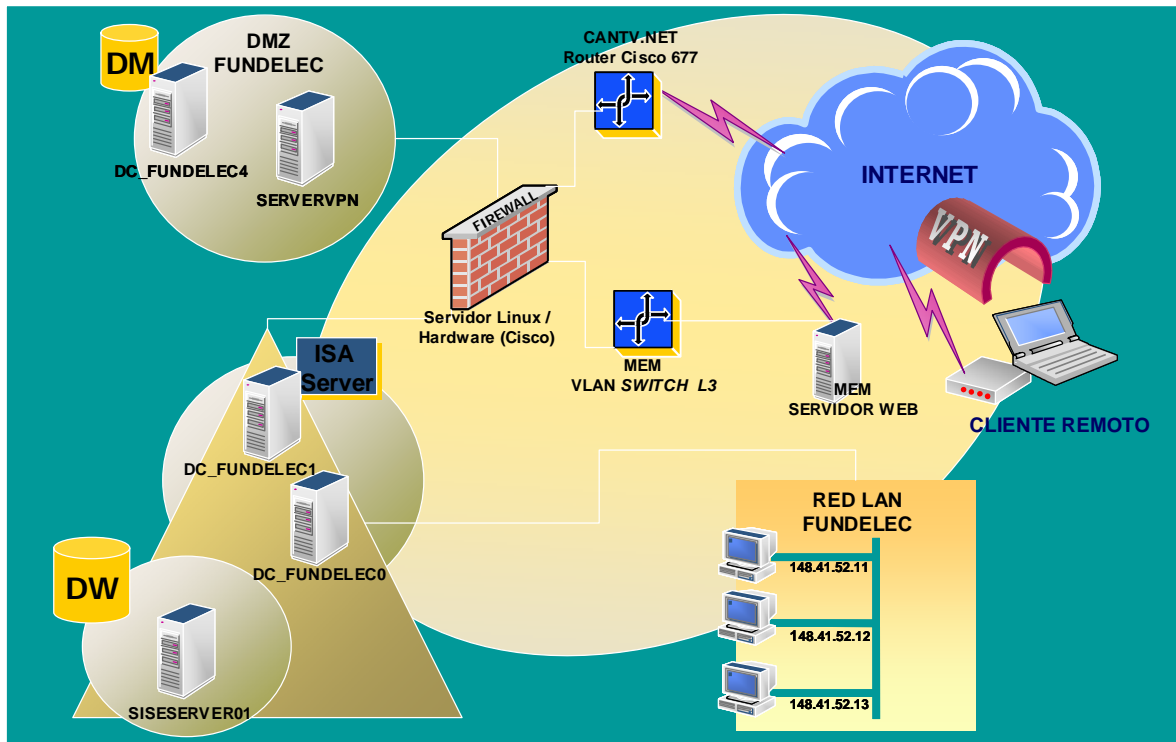 DM
DMZ
FUNDELEC
DC_FUNDELEC4
SERVERVPN
CANTV.NET
Router Cisco 677
INTERNET
VPN
FIREWALL
Servidor Linux /
Hardware (Cisco)
MEM
VLAN SWITCH L3
MEM
SERVIDOR WEB
CLIENTE REMOTO
ISA
Server
DC_FUNDELEC1
DC_FUNDELEC0
DW
SISESERVER01
RED LAN
FUNDELEC
148.41.52.11
148.41.52.12
148.41.52.13